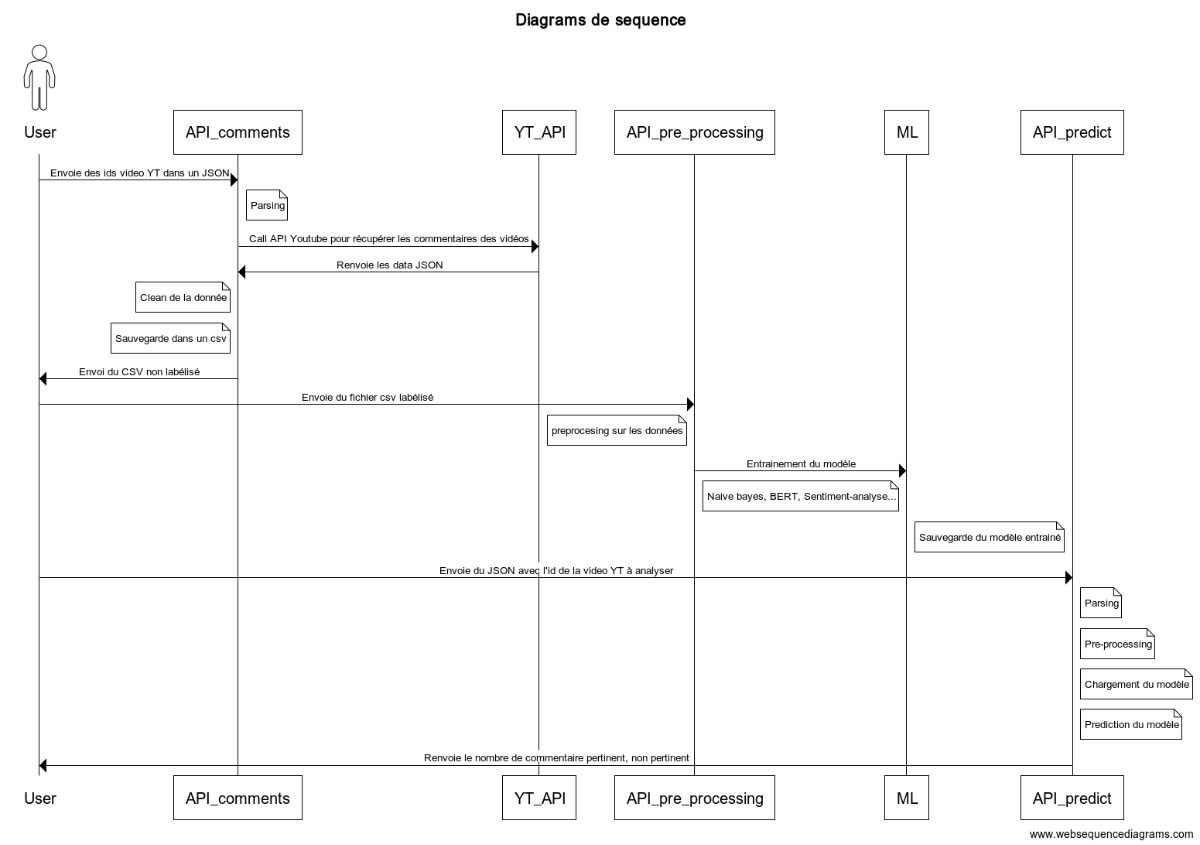 Diagrams de sequence
User
API_comments
YT_API
API_pre_processing
ML
API_predict
Envoie des ids video YT dans un JSON
Parsing
Call API Youtube pour récupérer les commentaires des vidéos
Renvoie les data JSON
Clean de la donnée
Sauvegarde dans un csv
Envoi du CSV non labélisé
Envoie du fichier csv labélisé
preprocesing sur les données
Entrainement du modèle
Naive bayes, BERT, Sentiment-analyse...
Sauvegarde du modèle entrainé
Envoie du JSON avec l'id de la video YT à analyser
Parsing
Pre-processing
Chargement du modèle
Prediction du modèle
Renvoie le nombre de commentaire pertinent, non pertinent
User
API_comments
YT_API
API_pre_processing
ML
API_predict
www.websequencediagrams.com